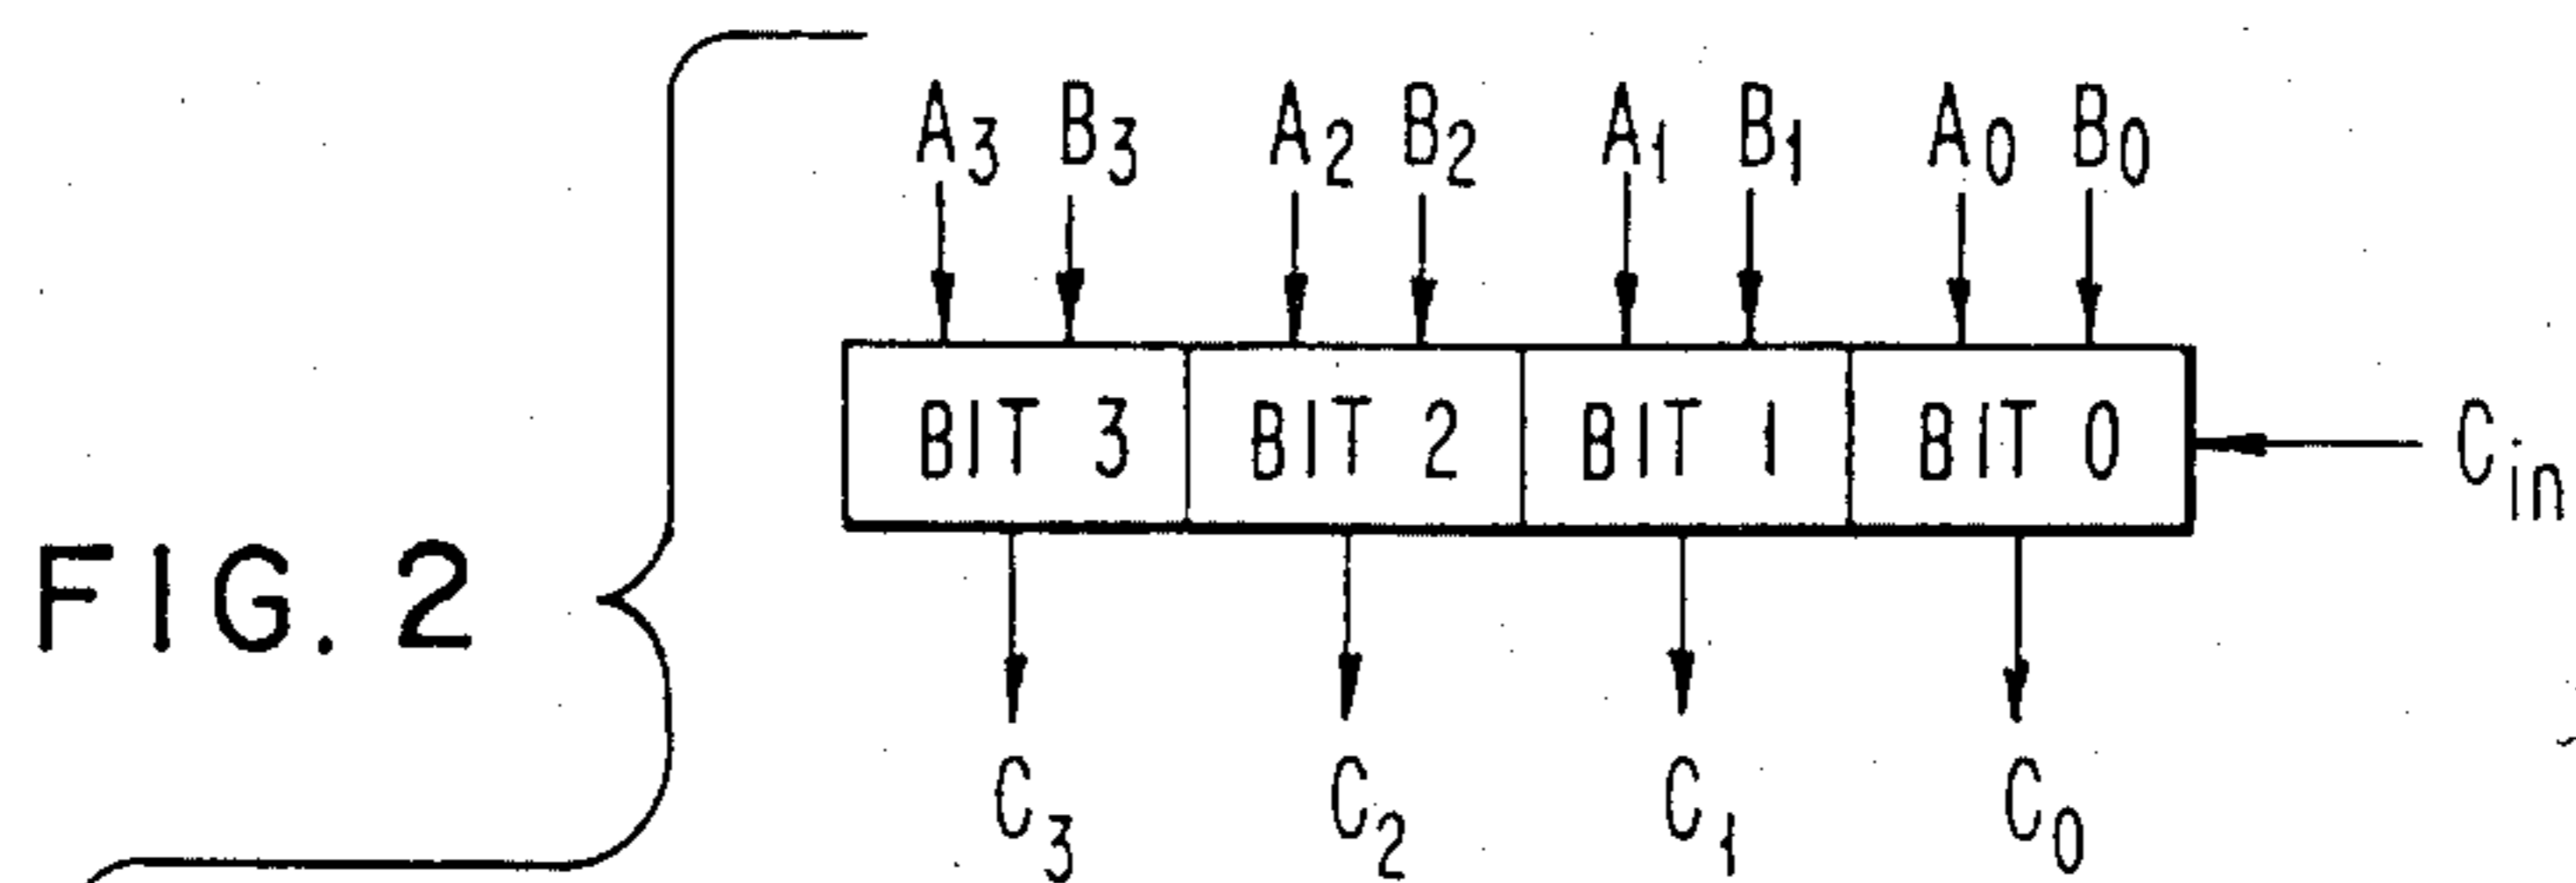 A3 B3 A2 B2 A1 B1 A0 B0
BIT 3 BIT 2 BIT 1 BIT 0 Cin
FIG. 2
C3 C2 C1 C0